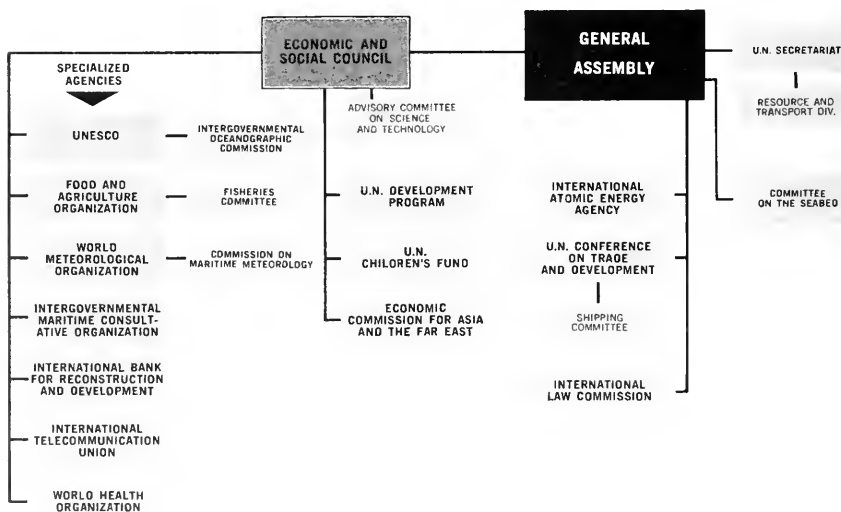 ECONOMIC AND
SOCIAL COUNCIL
GENERAL
ASSEMBLY
U.N. SECRETARIAT
SPECIALIZED
AGENCIES
ADVISORY COMMITTEE
ON SCIENCE
AND TECHNOLOGY
RESOURCE AND
TRANSPORT DIV.
UNESCO
INTERGOVERNMENTAL
OCEANOGRAPHIC
COMMISSION
FOOD AND
AGRICULTURE
ORGANIZATION
FISHERIES
COMMITTEE
U.N. DEVELOPMENT
PROGRAM
INTERNATIONAL
ATOMIC ENERGY
AGENCY
COMMITTEE
ON THE SEABED
WORLD
METEOROLOGICAL
ORGANIZATION
COMMISSION ON
MARITIME METEOROLOGY
U.N.
CHILDREN'S FUND
U.N. CONFERENCE
ON TRADE
AND DEVELOPMENT
INTERGOVERNMENTAL
MARITIME CONSULT-
ATIVE ORGANIZATION
ECONOMIC
COMMISSION FOR ASIA
AND THE FAR EAST
SHIPPING
COMMITTEE
INTERNATIONAL BANK
FOR RECONSTRUCTION
AND DEVELOPMENT
INTERNATIONAL
LAW COMMISSION
INTERNATIONAL
TELECOMMUNICATION
UNION
WORLD HEALTH
ORGANIZATION